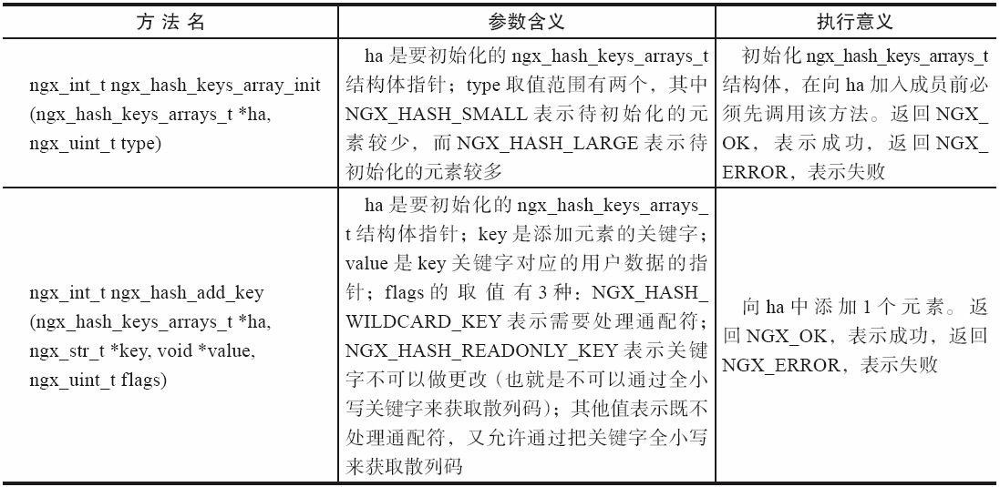 方 法 名
参数含义
执行意义
ngx_int_t ngx_hash_keys_array_init
(ngx_hash_keys_arrays_t *ha,
ngx_uint_t type)
ha 是要初始化的 ngx_hash_keys_arrays_t
结构体指针；type 取值范围有两个，其中
NGX_HASH_SMALL 表示待初始化的元
素较少，而 NGX_HASH_LARGE 表示待
初始化的元素较多
初始化 ngx_hash_keys_arrays_t
结构体，在向 ha 加入成员前必
须先调用该方法。返回 NGX_
OK，表示成功，返回 NGX_
ERROR，表示失败
ngx_int_t ngx_hash_add_key
(ngx_hash_keys_arrays_t *ha,
ngx_str_t *key, void *value,
ngx_uint_t flags)
ha 是要初始化的 ngx_hash_keys_arrays_
t 结构体指针；key 是添加元素的关键字；
value 是 key 关键字对应的用户数据的指
针；flags 的 取 值 有 3 种：NGX_HASH_
WILDCARD_KEY 表示需要处理通配符；
NGX_HASH_READONLY_KEY 表示关键
字不可以做更改（也就是不可以通过全小
写关键字来获取散列码）；其他值表示既不
处理通配符，又允许通过把关键字全小写
来获取散列码
向 ha 中 添 加 1 个 元 素。 返
回 NGX_OK，表示成功，返回
NGX_ERROR，表示失败